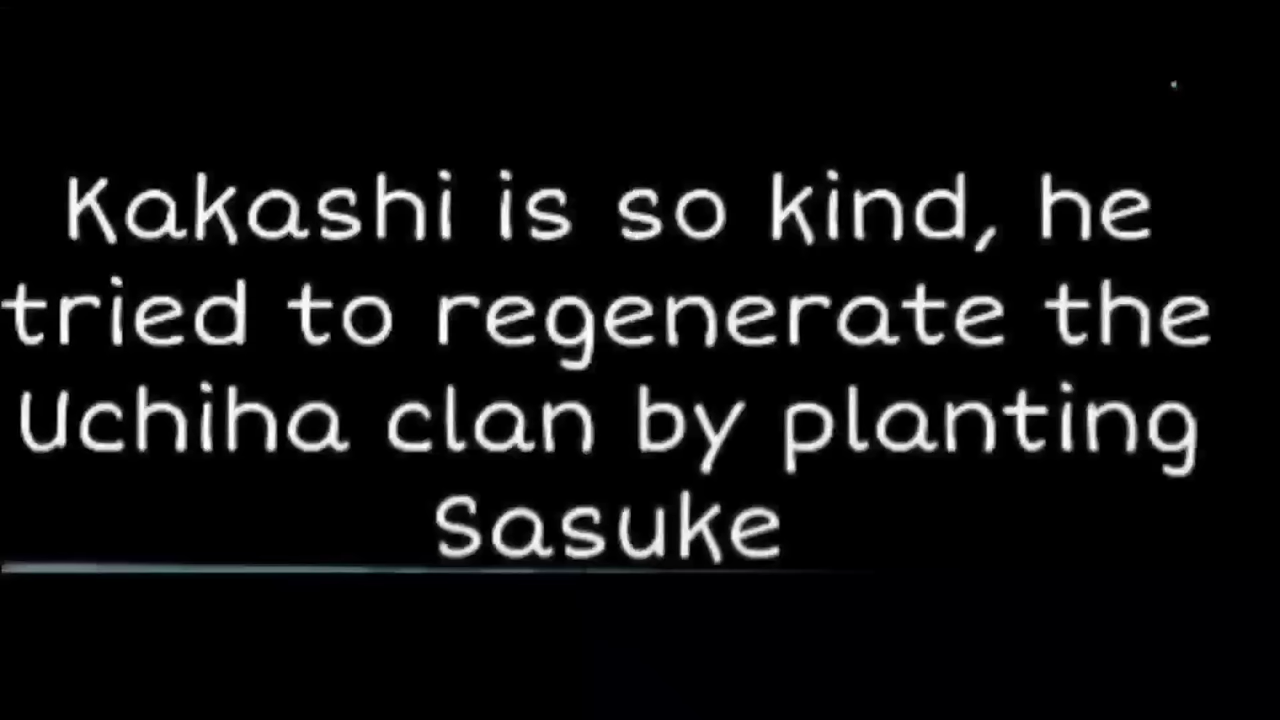 Kakashi is so kind, he
tried to regenerate the
Uchiha clan by planting
Sasuke